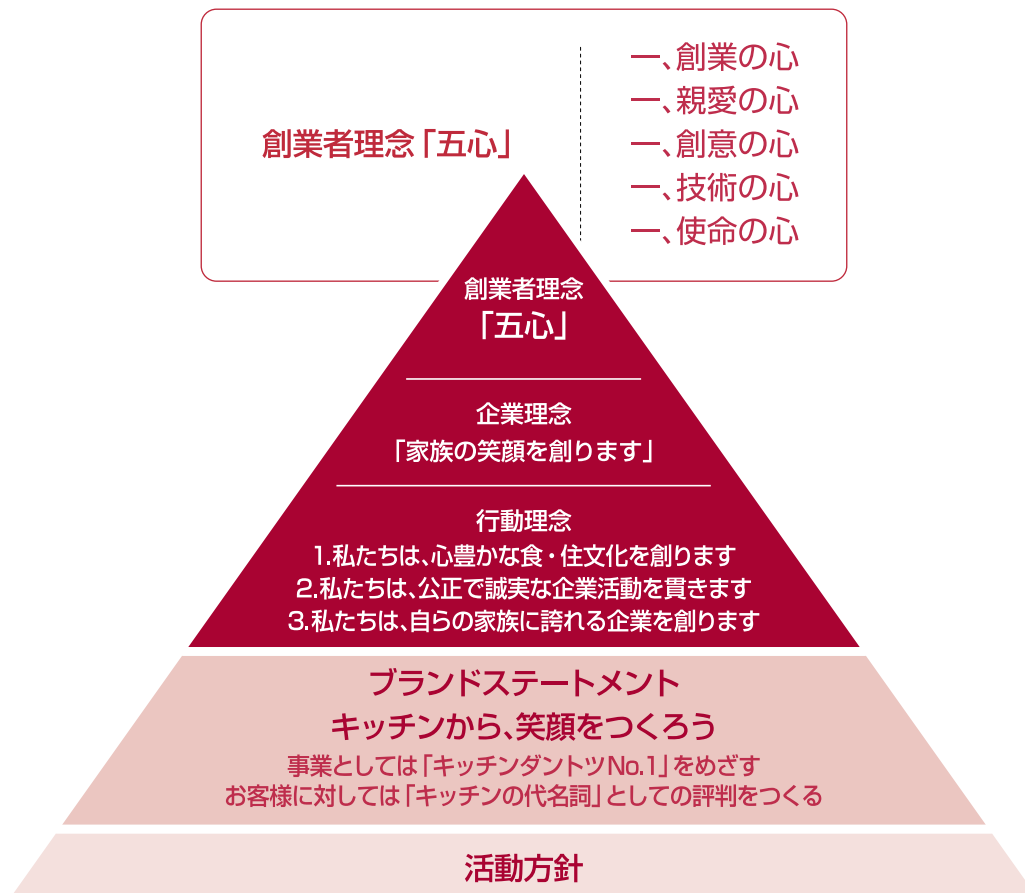 創業者理念「五心」
一、創業の心
一、親愛の心
一、創意の心
一、技術の心
一、使命の心
創業者理念
「五心」
企業理念
「家族の笑顔を創ります」
行動理念
1.私たちは、心豊かな食・住文化を創ります
2.私たちは、公正で誠実な企業活動を貫きます
3.私たちは、自らの家族に誇れる企業を創ります
ブランドステートメント
キッチンから、笑顔をつくろう
事業としては「キッチンダントツNo.1」をめざす
お客様に対しては「キッチンの代名詞」としての評判をつくる
活動方針